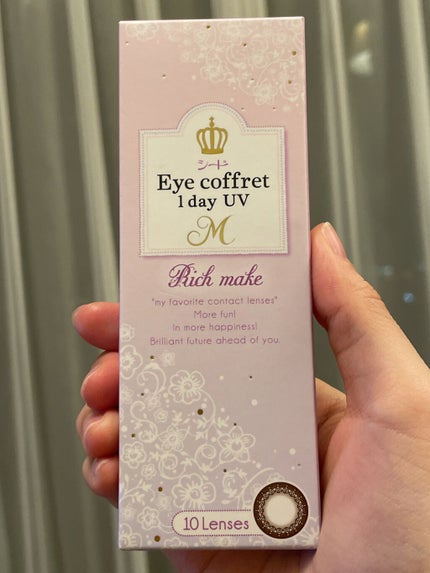 シード
Eye coffret
1 day UV
M
Rich make
"my favorite contact lenses"
More fun!
In more happiness!
Brilliant future ahead of you.
10 Lenses